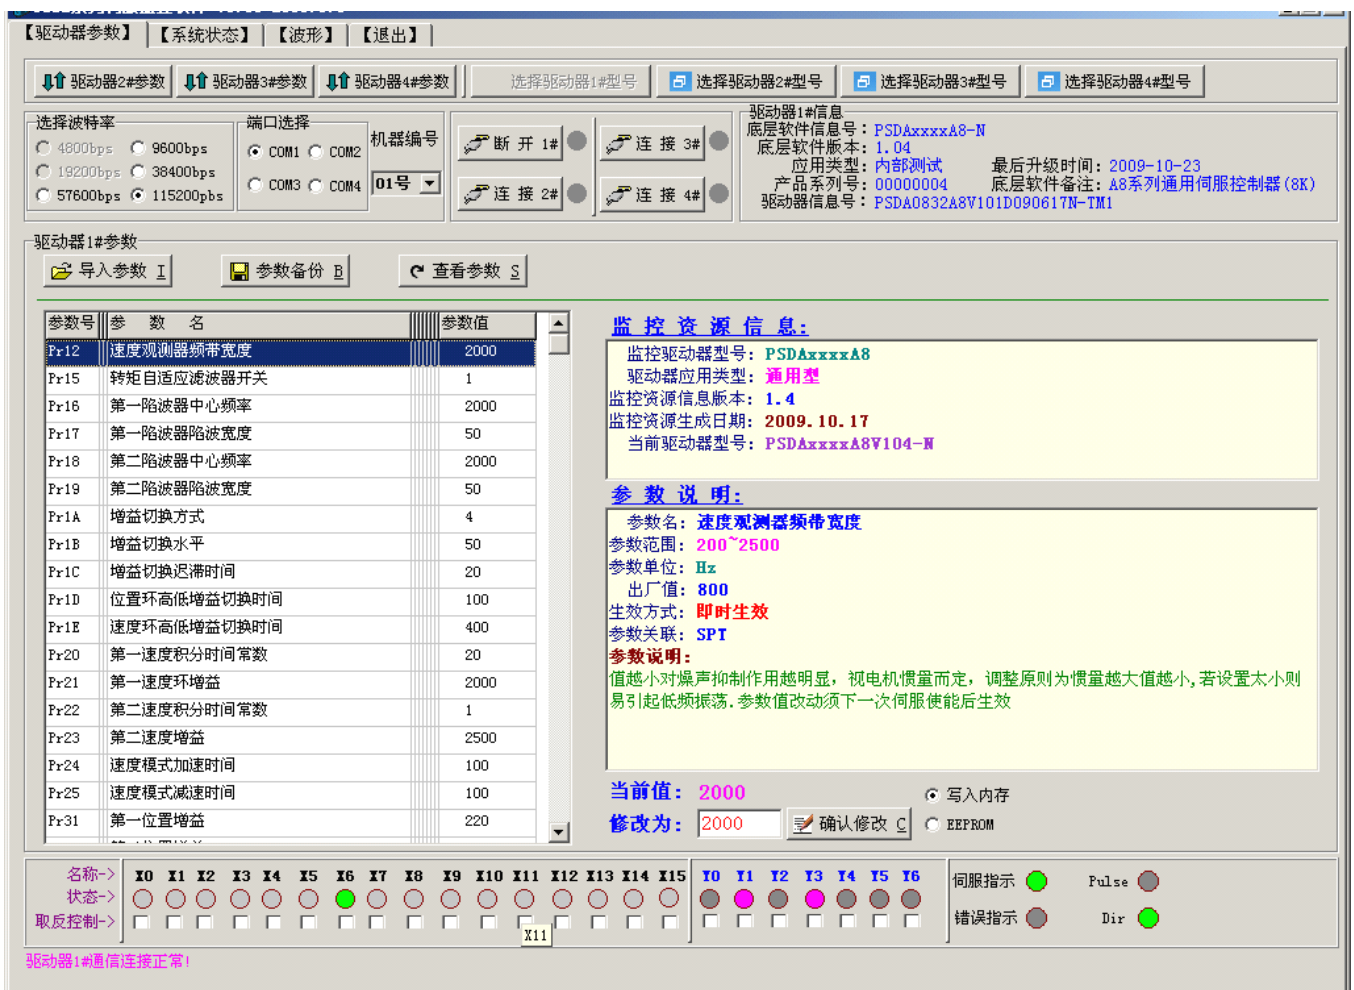 【驱动器参数】 【系统状态】 【波形】 【退出】
驱动器2#参数 驱动器3#参数 驱动器4#参数 选择驱动器1#型号 选择驱动器2#型号 选择驱动器3#型号 选择驱动器4#型号
选择波特率
4800bps 9600bps
19200bps 38400bps
57600bps 115200pbs
端口选择
COM1 COM2
COM3 COM4
机器编号
01号
断 开 1# 连 接 3#
连 接 2# 连 接 4#
驱动器1#信息
底层软件信息号: PSDAxxxxA8-N
底层软件版本: 1.04
应用类型: 内部测试 最后升级时间: 2009-10-23
产品系列号: 00000004 底层软件备注: A8系列通用伺服控制器(8K)
驱动器信息号: PSDA0832A8V101D090617N-TM1
驱动器1#参数
导入参数 I 参数备份 B 查看参数 S
参数号 参 数 名 参数值
Pr12 速度观测器频带宽度 2000
Pr15 转矩自适应滤波器开关 1
Pr16 第一陷波器中心频率 2000
Pr17 第一陷波器陷波宽度 50
Pr18 第二陷波器中心频率 2000
Pr19 第二陷波器陷波宽度 50
Pr1A 增益切换方式 4
Pr1B 增益切换水平 50
Pr1C 增益切换迟滞时间 20
Pr1D 位置环高低增益切换时间 100
Pr1E 速度环高低增益切换时间 400
Pr20 第一速度积分时间常数 20
Pr21 第一速度环增益 2000
Pr22 第二速度积分时间常数 1
Pr23 第二速度增益 2500
Pr24 速度模式加速时间 100
Pr25 速度模式减速时间 100
Pr31 第一位置增益 220
监 控 资 源 信 息:
监控驱动器型号: PSDAxxxxA8
驱动器应用类型: 通用型
监控资源信息版本: 1.4
监控资源生成日期: 2009.10.17
当前驱动器型号: PSDAxxxxA8V104-N
参 数 说 明:
参数名: 速度观测器频带宽度
参数范围: 200~2500
参数单位: Hz
出厂值: 800
生效方式: 即时生效
参数关联: SPT
参数说明:
值越小对燥声抑制作用越明显，视电机惯量而定，调整原则为惯量越大值越小,若设置太小则
易引起低频振荡.参数值改动须下一次伺服使能后生效
当前值: 2000 写入内存
修改为: 2000 确认修改 C EEPROM
名称-> X0 X1 X2 X3 X4 X5 X6 X7 X8 X9 X10 X11 X12 X13 X14 X15 Y0 Y1 Y2 Y3 Y4 Y5 Y6
状态->
取反控制->
伺服指示 Pulse
错误指示 Dir
X11
驱动器1#通信连接正常!